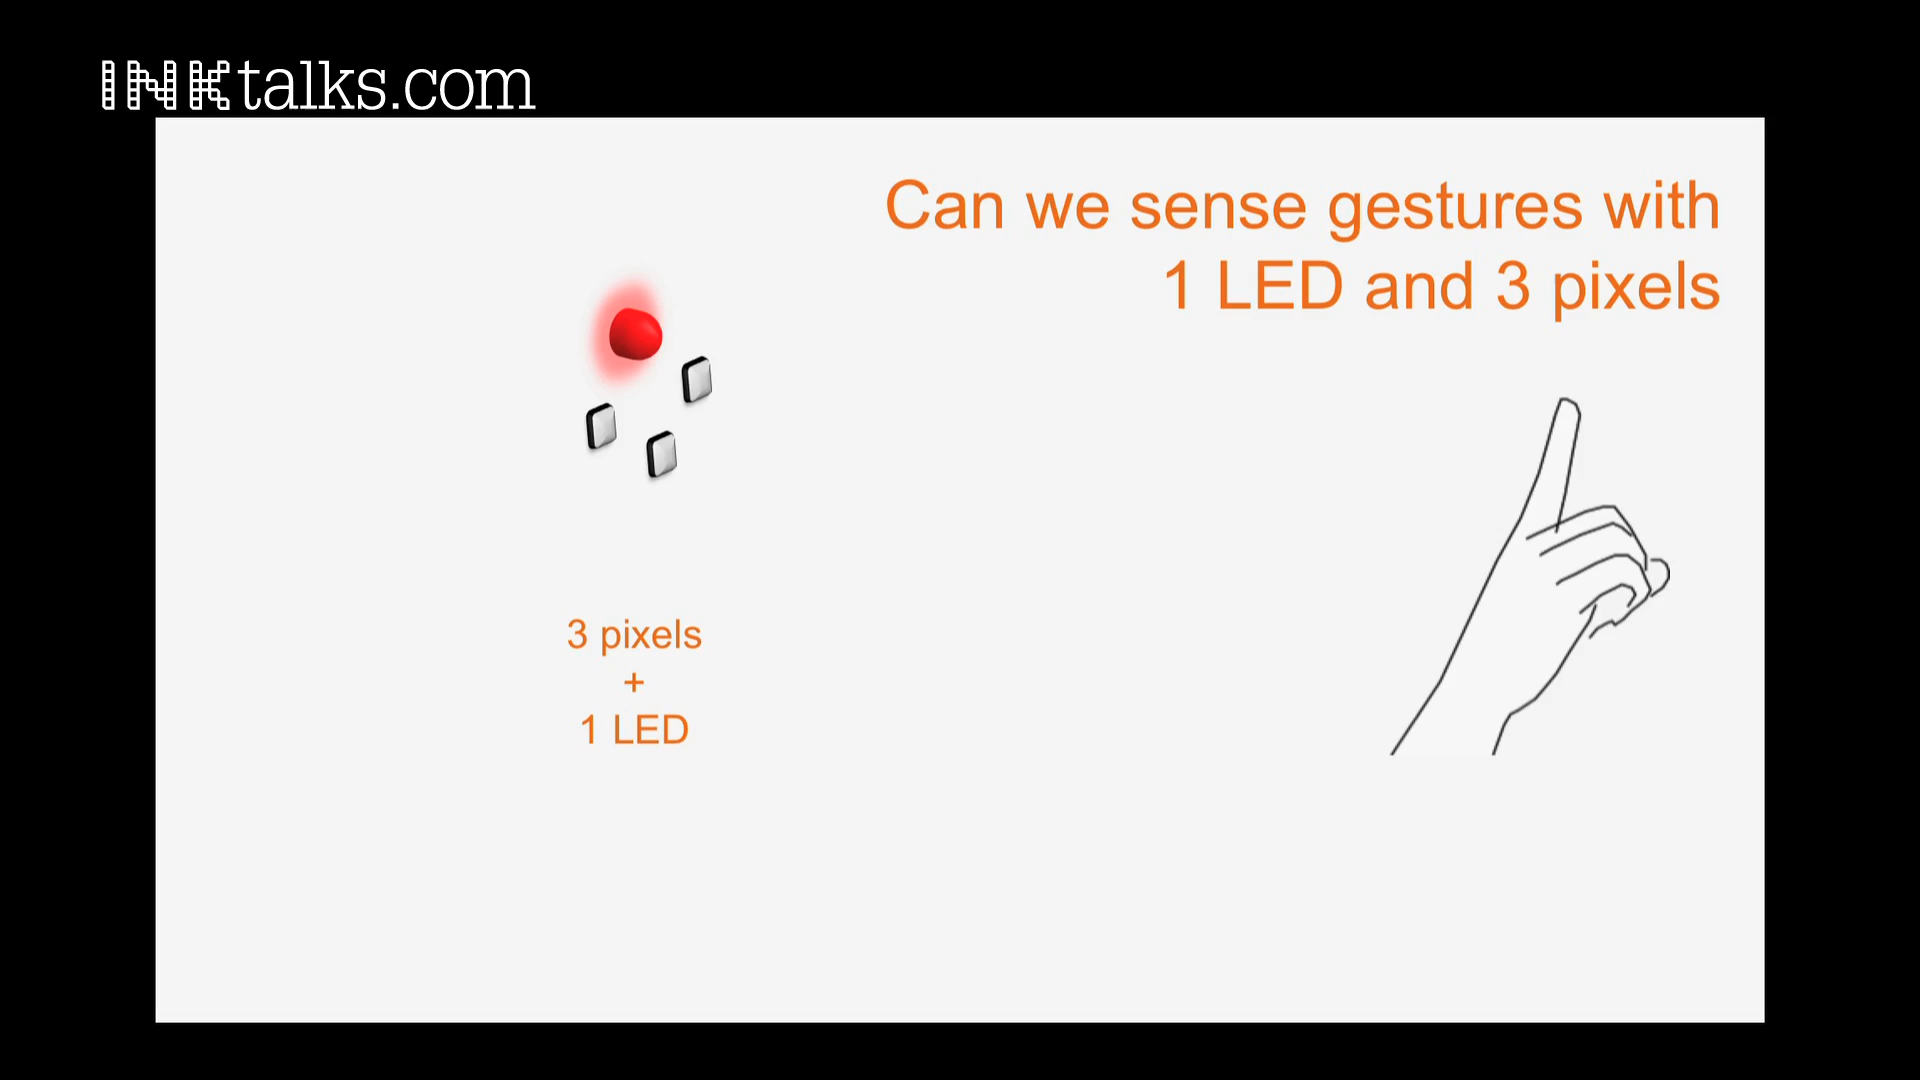 INKtalks.com
Can we sense gestures with
1 LED and 3 pixels
3 pixels
+
1 LED